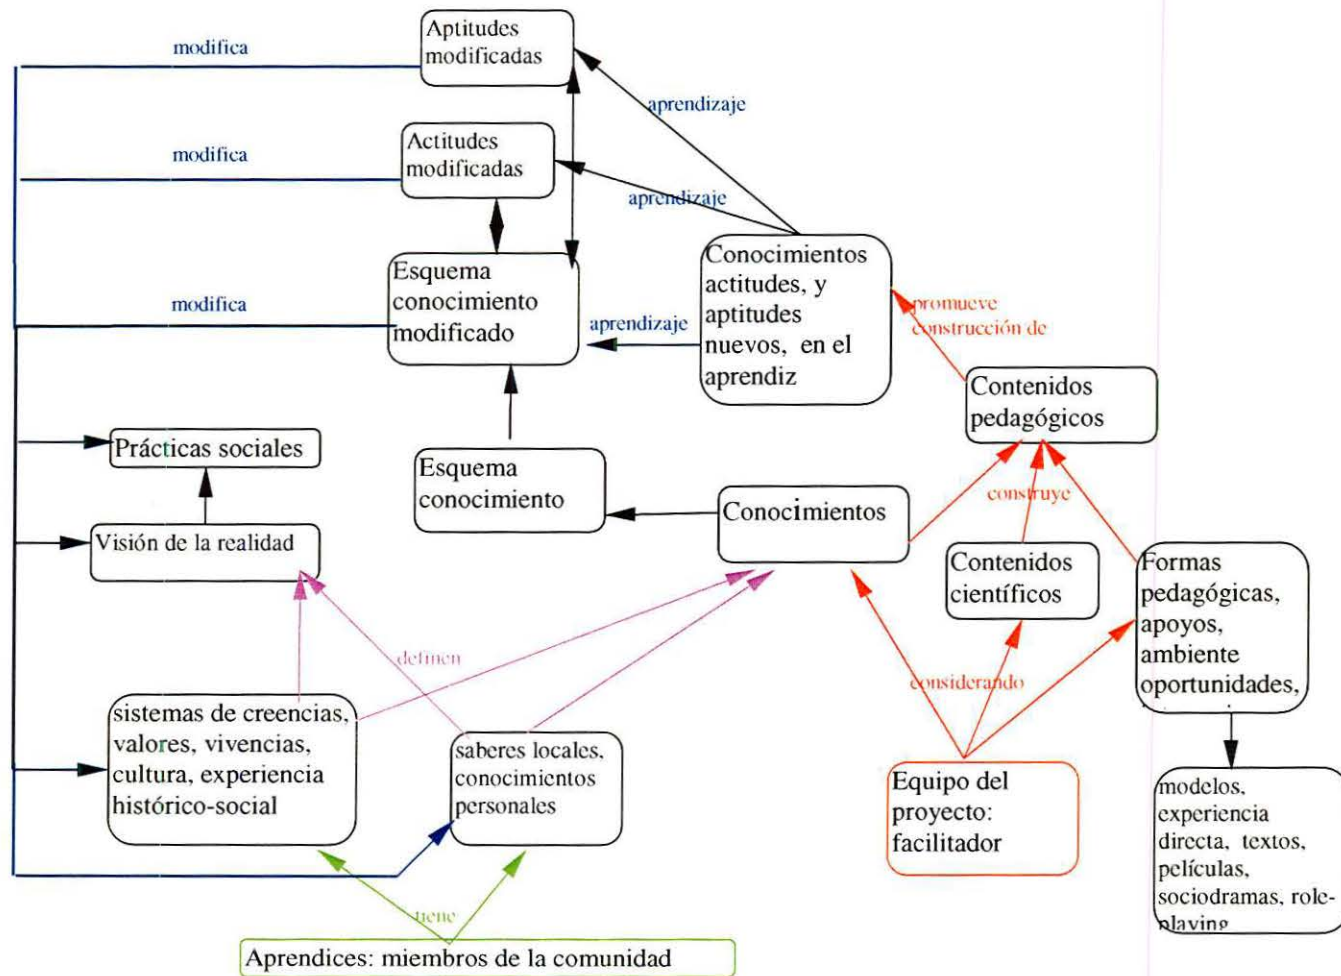 Aptitudes
modificadas
modifica
aprendizaje
Actitudes
modificadas
modifica
aprendizaje
Conocimientos
actitudes, y
aptitudes
nuevos, en el
aprendiz
Esquema
conocimiento
modificado
modifica
aprendizaje
promueve
construcción de
Contenidos
pedagógicos
Prácticas sociales
Esquema
conocimiento
construye
Conocimientos
Visión de la realidad
Contenidos
científicos
Formas
pedagógicas,
apoyos,
ambiente
oportunidades,
definen
considerando
sistemas de creencias,
valores, vivencias,
cultura, experiencia
histórico-social
saberes locales,
conocimientos
personales
Equipo del
proyecto:
facilitador
modelos,
experiencia
directa, textos,
películas,
sociodramas, role-
playing
tiene
Aprendices: miembros de la comunidad